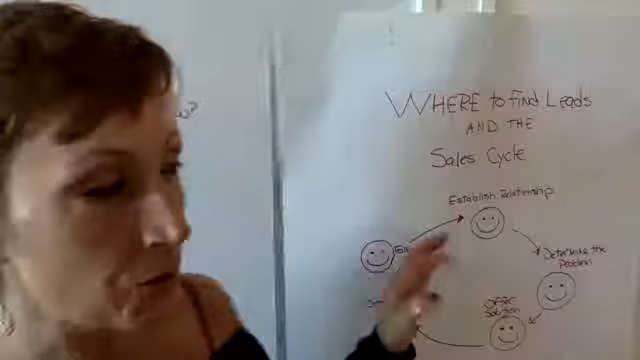 WHERE to find Leads
AND THE
Sales Cycle
Establish Relationship
Determine the
Problem
Offer
Solution